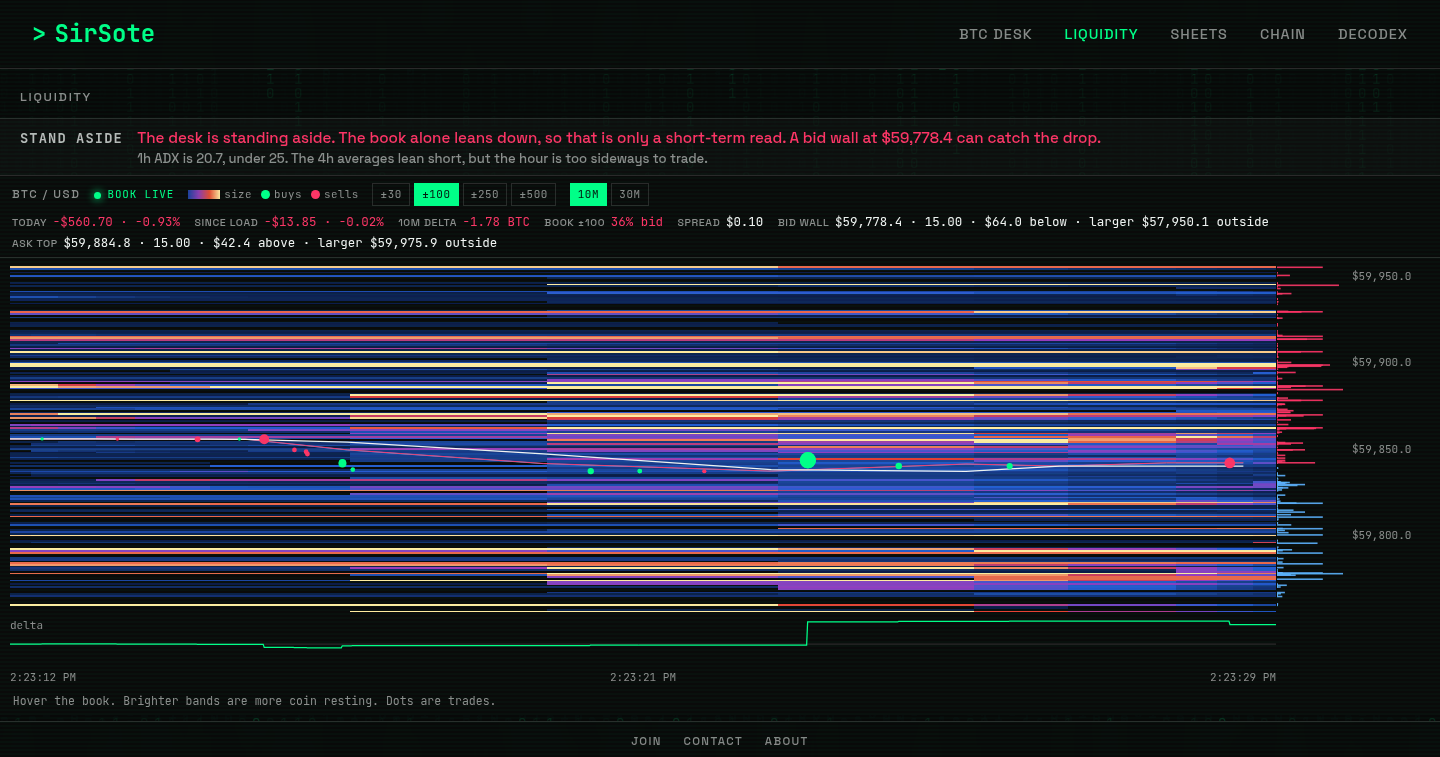 > SirSote
BTC DESK LIQUIDITY SHEETS CHAIN DECODEX
LIQUIDITY
STAND ASIDE The desk is standing aside. The book alone leans down, so that is only a short-term read. A bid wall at $59,778.4 can catch the drop.
1h ADX is 20.7, under 25. The 4h averages lean short, but the hour is too sideways to trade.
BTC / USD BOOK LIVE size buys sells ±30 ±100 ±250 ±500 10M 30M
TODAY -$560.70 · -0.93% SINCE LOAD -$13.85 · -0.02% 10M DELTA -1.78 BTC BOOK ±100 36% bid SPREAD $0.10 BID WALL $59,778.4 · 15.00 · $64.0 below · larger $57,950.1 outside
ASK TOP $59,884.8 · 15.00 · $42.4 above · larger $59,975.9 outside
$59,950.0
$59,900.0
$59,850.0
$59,800.0
delta
2:23:12 PM 2:23:21 PM 2:23:29 PM
Hover the book. Brighter bands are more coin resting. Dots are trades.
JOIN CONTACT ABOUT